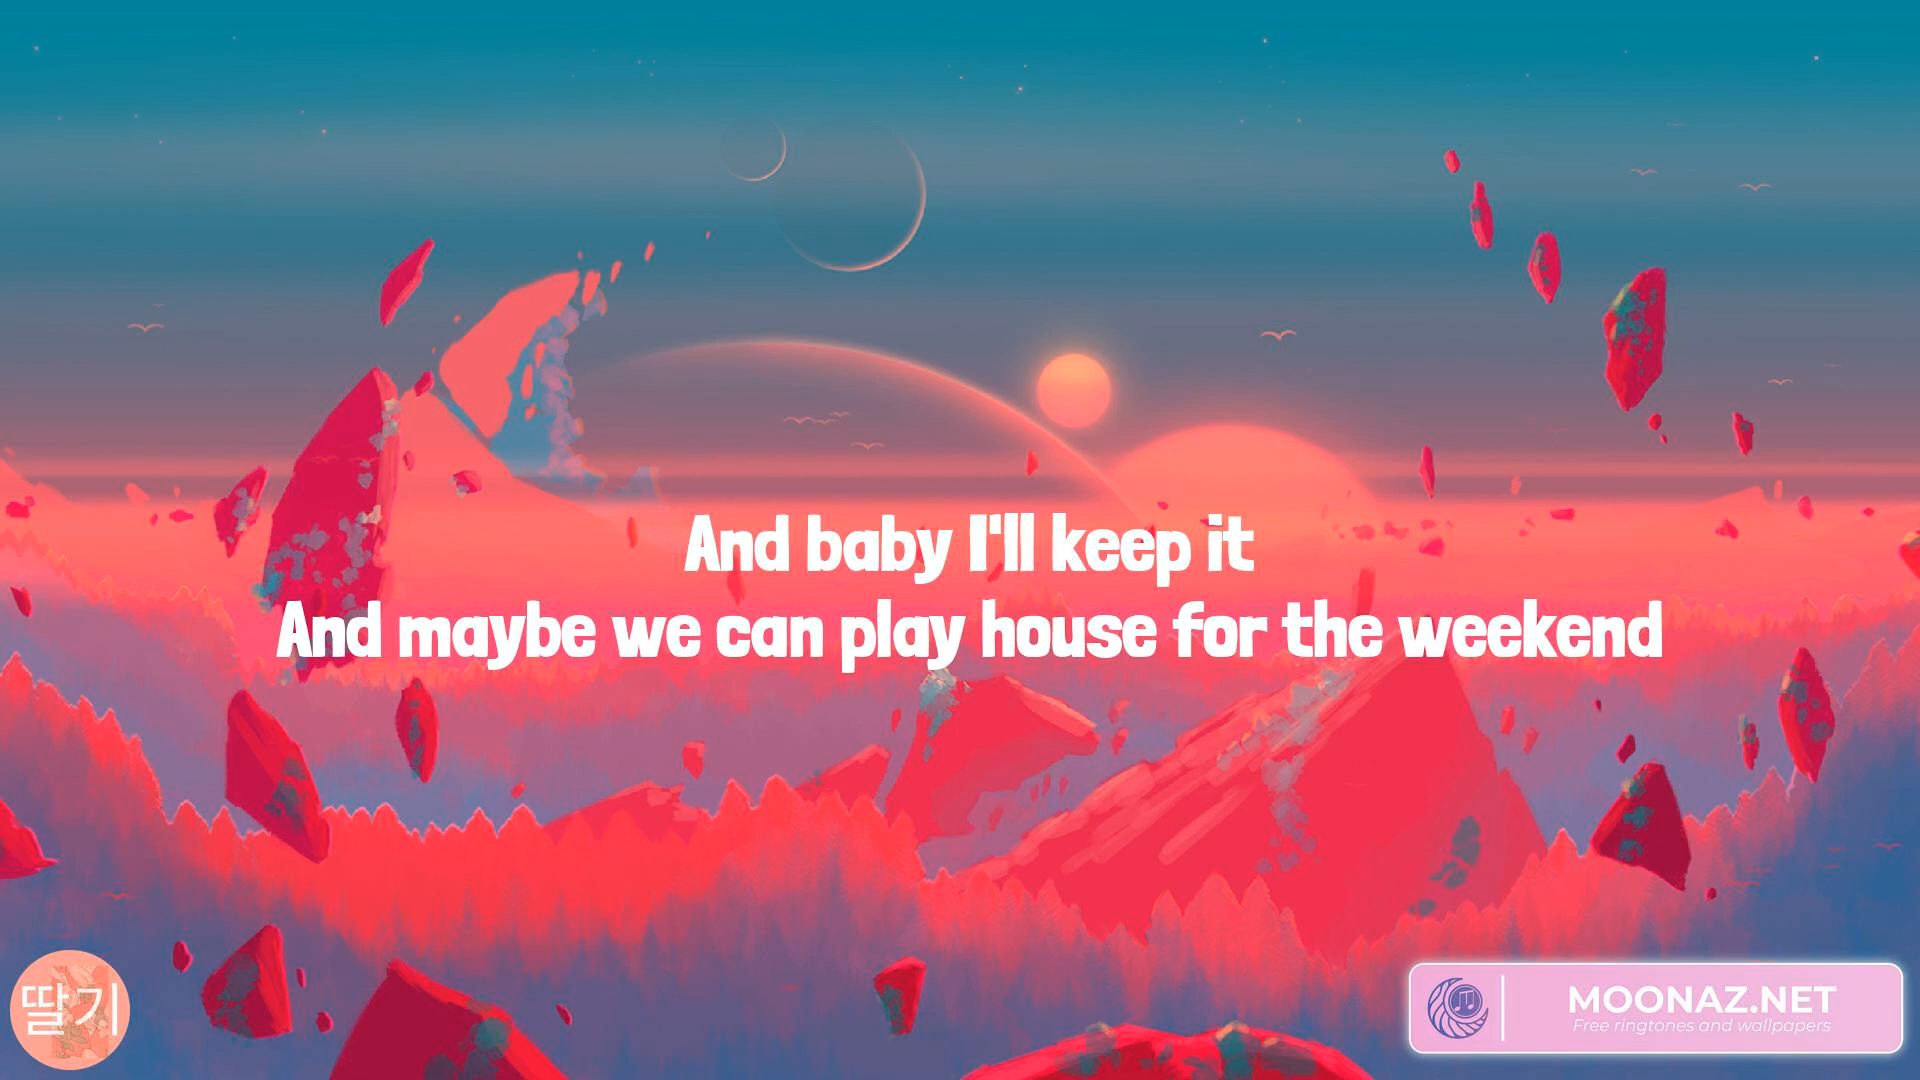 And baby I'll keep it
And maybe we can play house for the weekend
딸기
MOONAZ.NET
Free ringtones and wallpapers